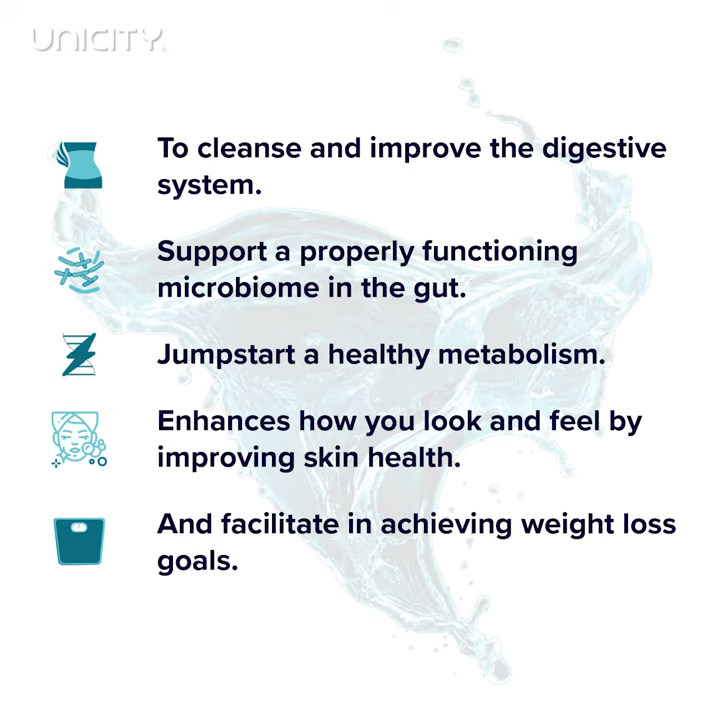 UNICITY.
To cleanse and improve the digestive
system.
Support a properly functioning
microbiome in the gut.
Jumpstart a healthy metabolism.
Enhances how you look and feel by
improving skin health.
And facilitate in achieving weight loss
goals.